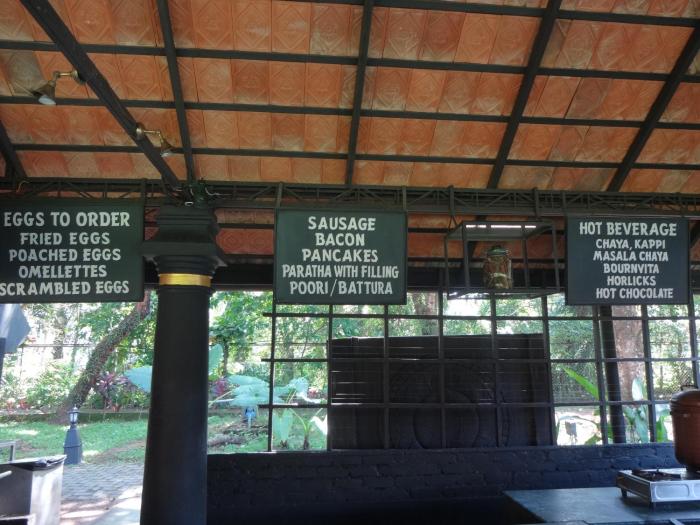 EGGS TO ORDER
FRIED EGGS
POACHED EGGS
OMELLETTES
SCRAMBLED EGGS
SAUSAGE
BACON
PANCAKES
PARATHA WITH FILLING
POORI/BATTURA
HOT BEVERAGE
CHAYA, KAPPI
MASALA CHAYA
BOURNVITA
HORLICKS
HOT CHOCOLATE